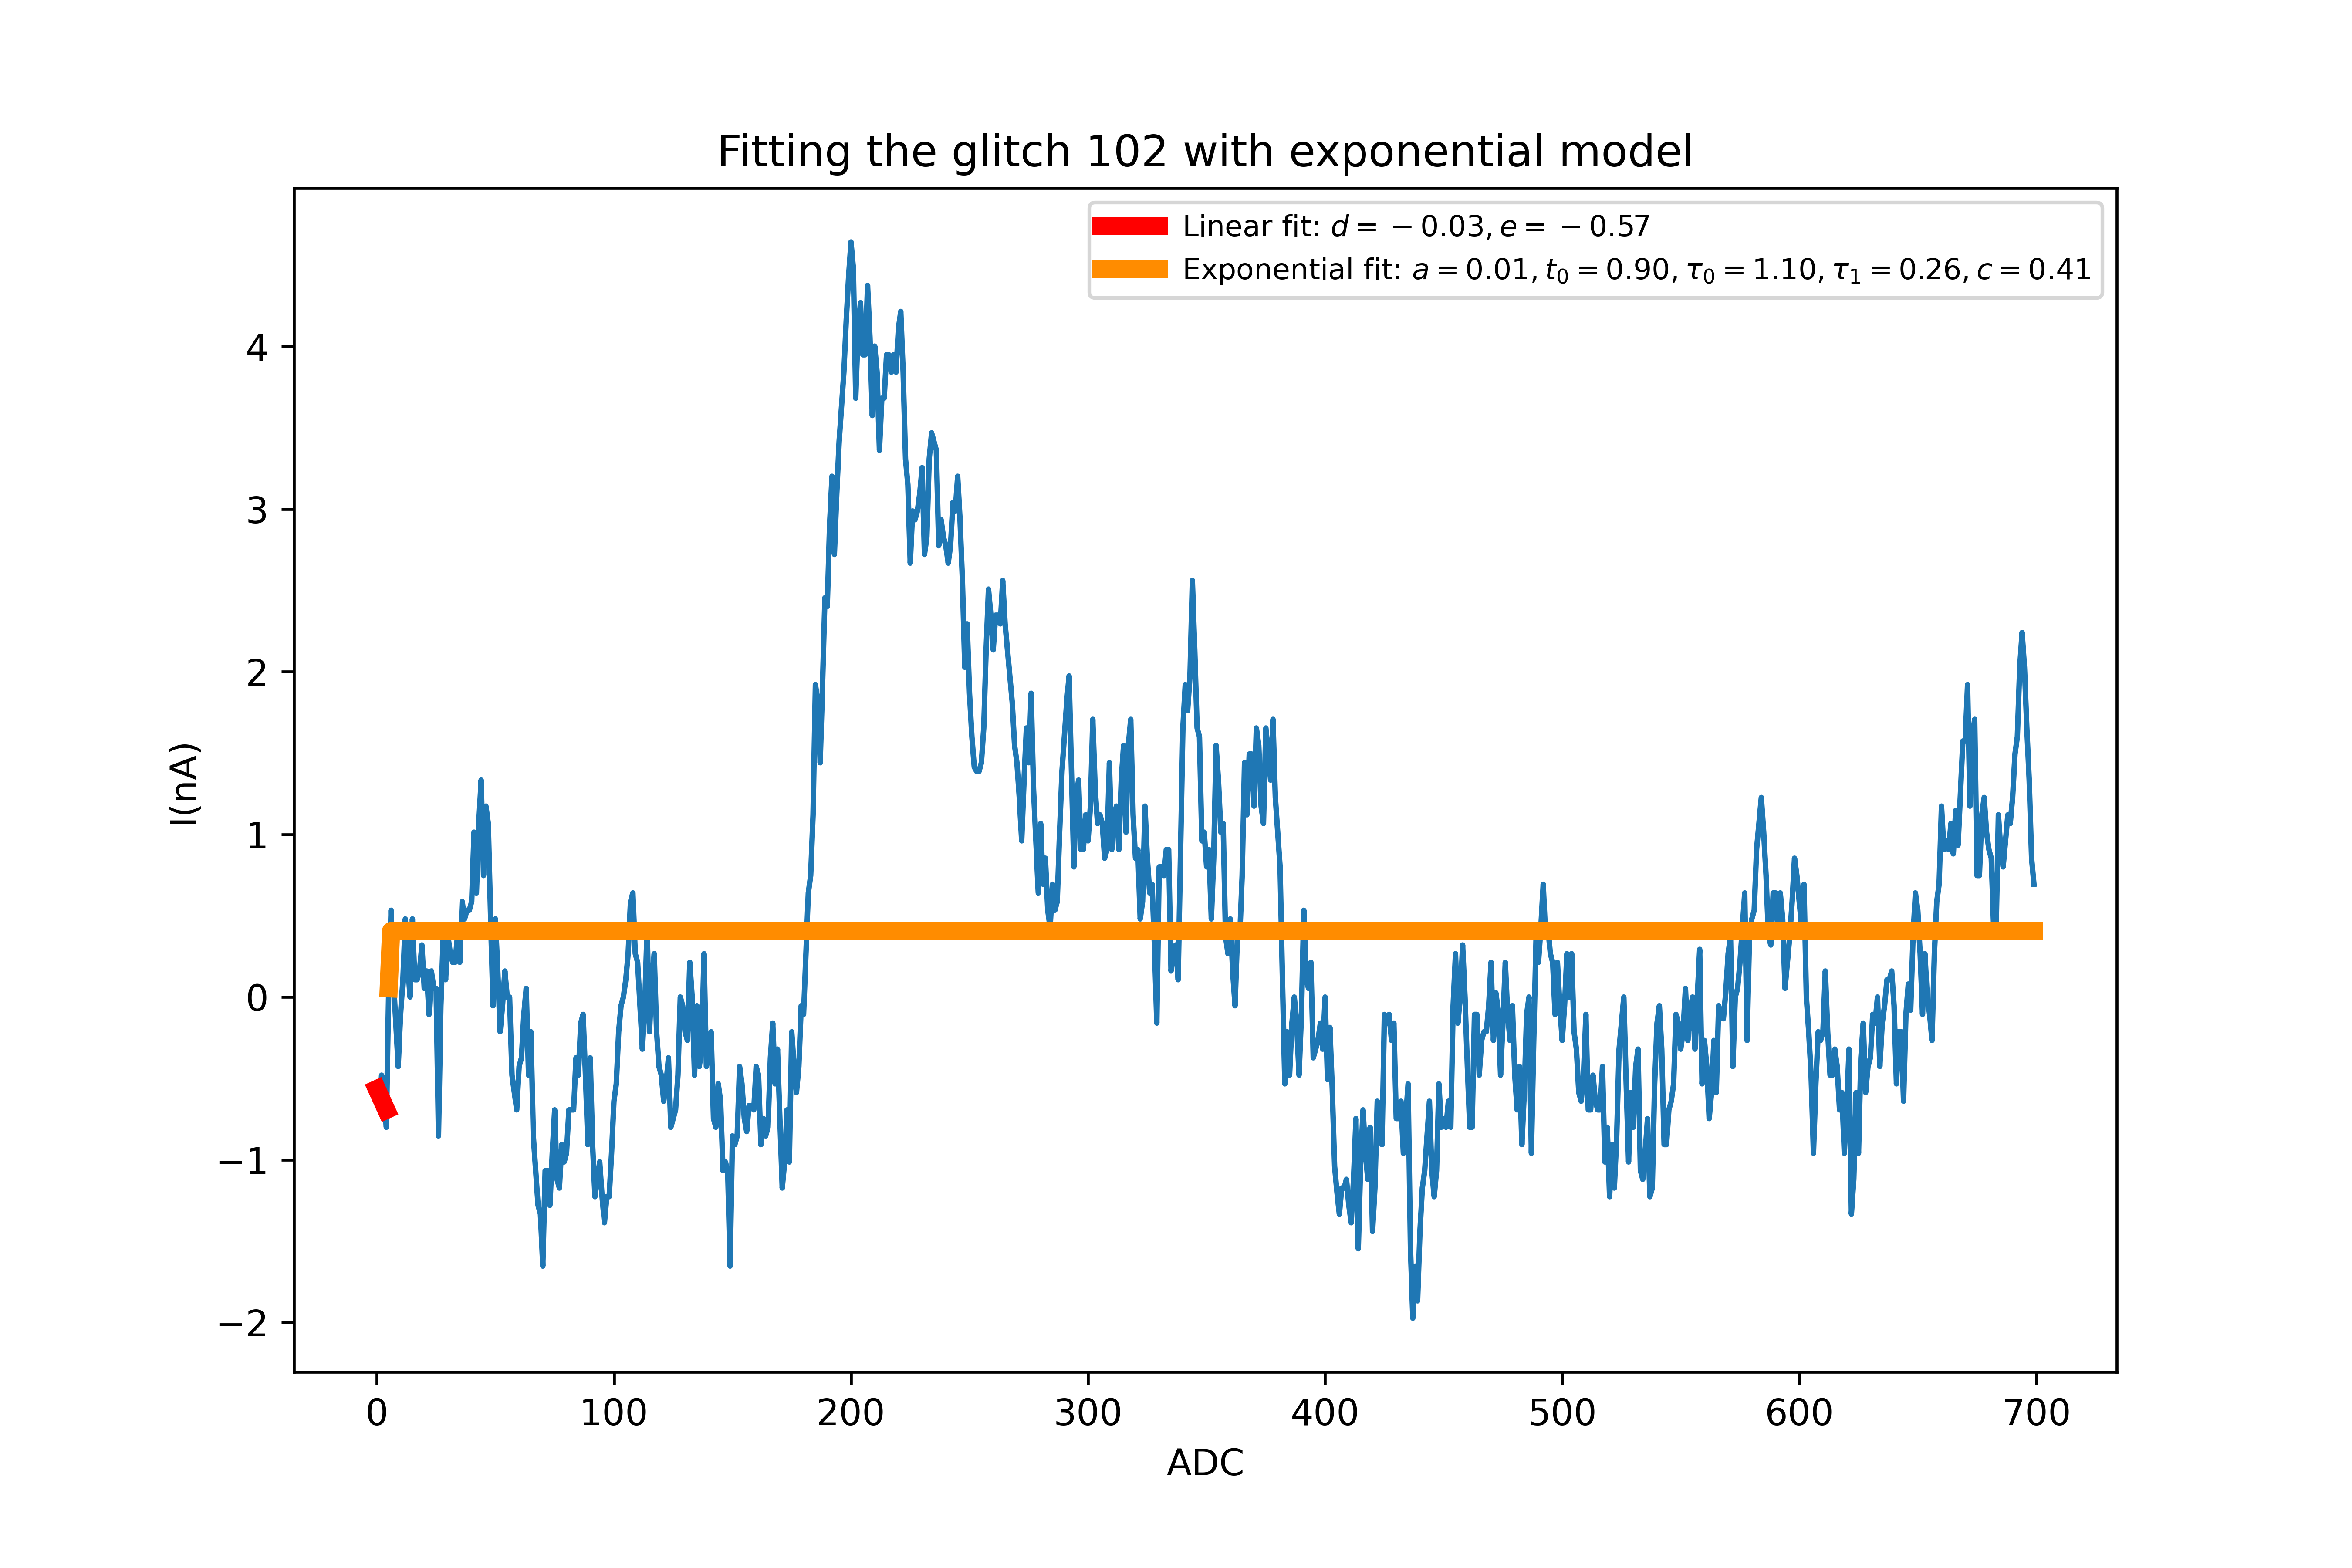 Fitting the glitch 102 with exponential model
Linear fit: d = −0.03, e = −0.57
Exponential fit: a = 0.01, t₀ = 0.90, τ₀ = 1.10, τ₁ = 0.26, c = 0.41
I(nA)
4
3
2
1
0
−1
−2
0 100 200 300 400 500 600 700
ADC